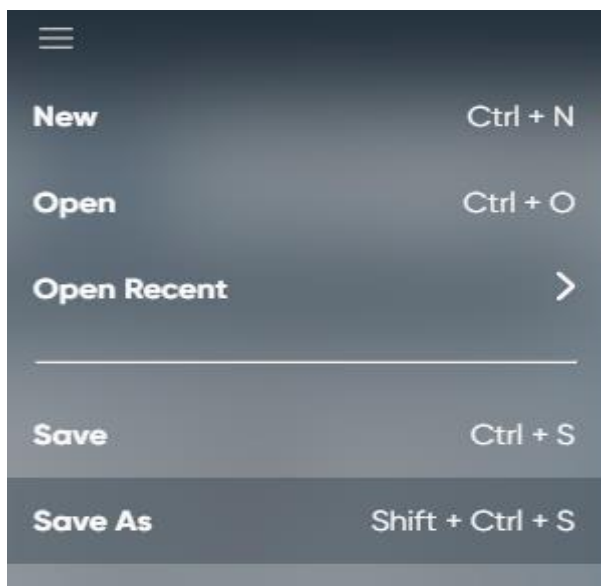 New Ctrl + N
Open Ctrl + O
Open Recent
Save Ctrl + S
Save As Shift + Ctrl + S